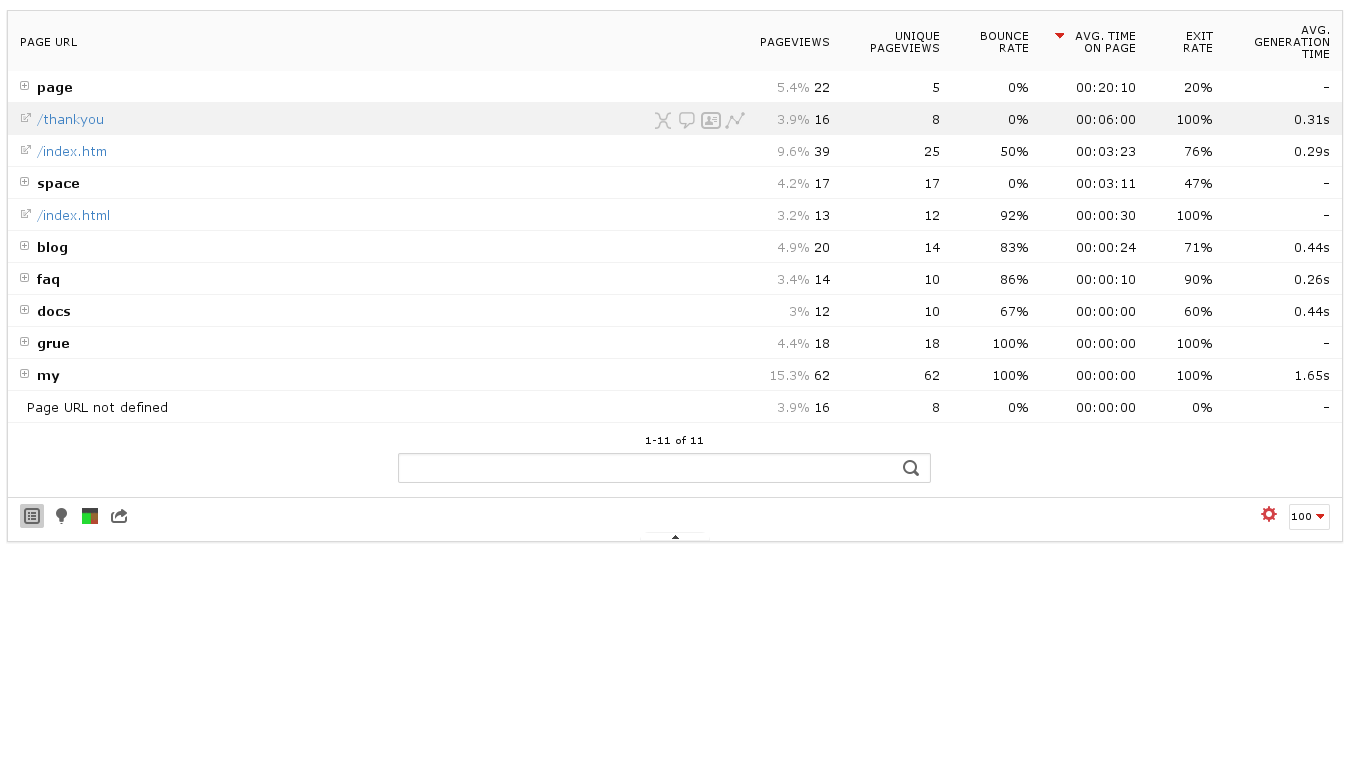 PAGE URL PAGEVIEWS UNIQUE PAGEVIEWS BOUNCE RATE AVG. TIME ON PAGE EXIT RATE AVG. GENERATION TIME
page 5.4% 22 5 0% 00:20:10 20% -
/thankyou 3.9% 16 8 0% 00:06:00 100% 0.31s
/index.htm 9.6% 39 25 50% 00:03:23 76% 0.29s
space 4.2% 17 17 0% 00:03:11 47% -
/index.html 3.2% 13 12 92% 00:00:30 100% -
blog 4.9% 20 14 83% 00:00:24 71% 0.44s
faq 3.4% 14 10 86% 00:00:10 90% 0.26s
docs 3% 12 10 67% 00:00:00 60% 0.44s
grue 4.4% 18 18 100% 00:00:00 100% -
my 15.3% 62 62 100% 00:00:00 100% 1.65s
Page URL not defined 3.9% 16 8 0% 00:00:00 0% -
1-11 of 11
100